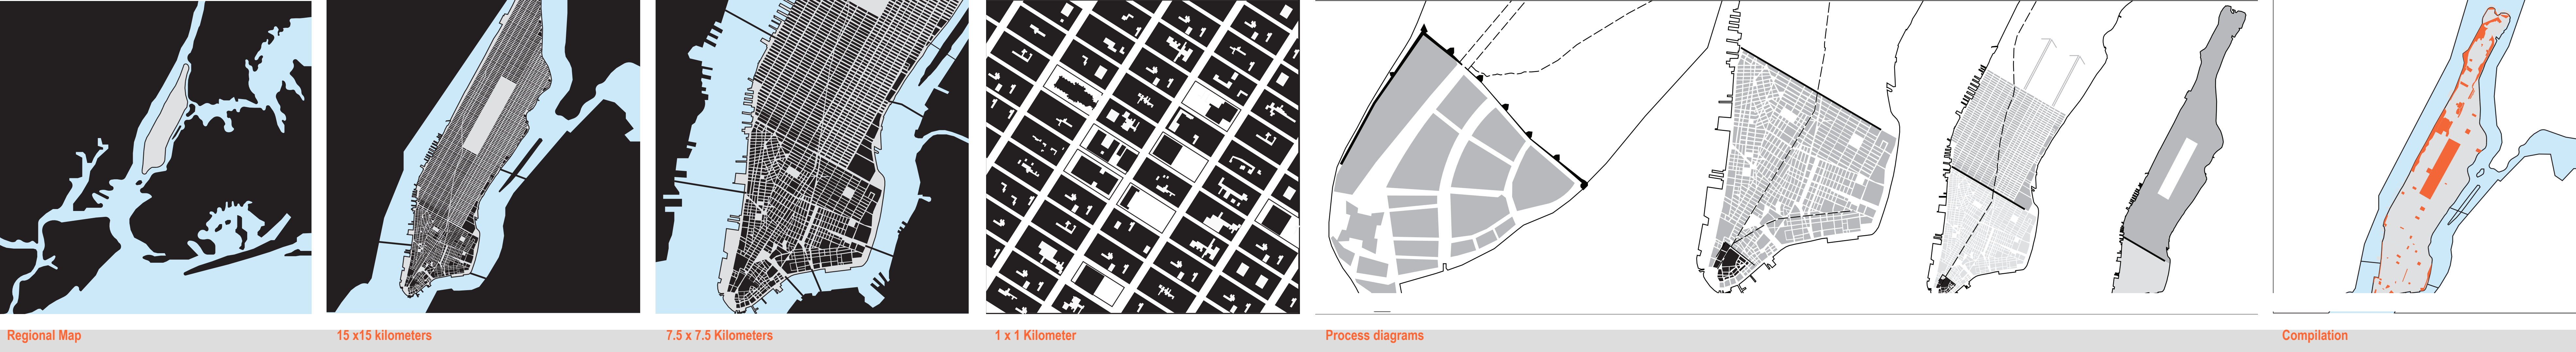 Regional Map
15 x15 kilometers
7.5 x 7.5 Kilometers
1 x 1 Kilometer
Process diagrams
Compilation